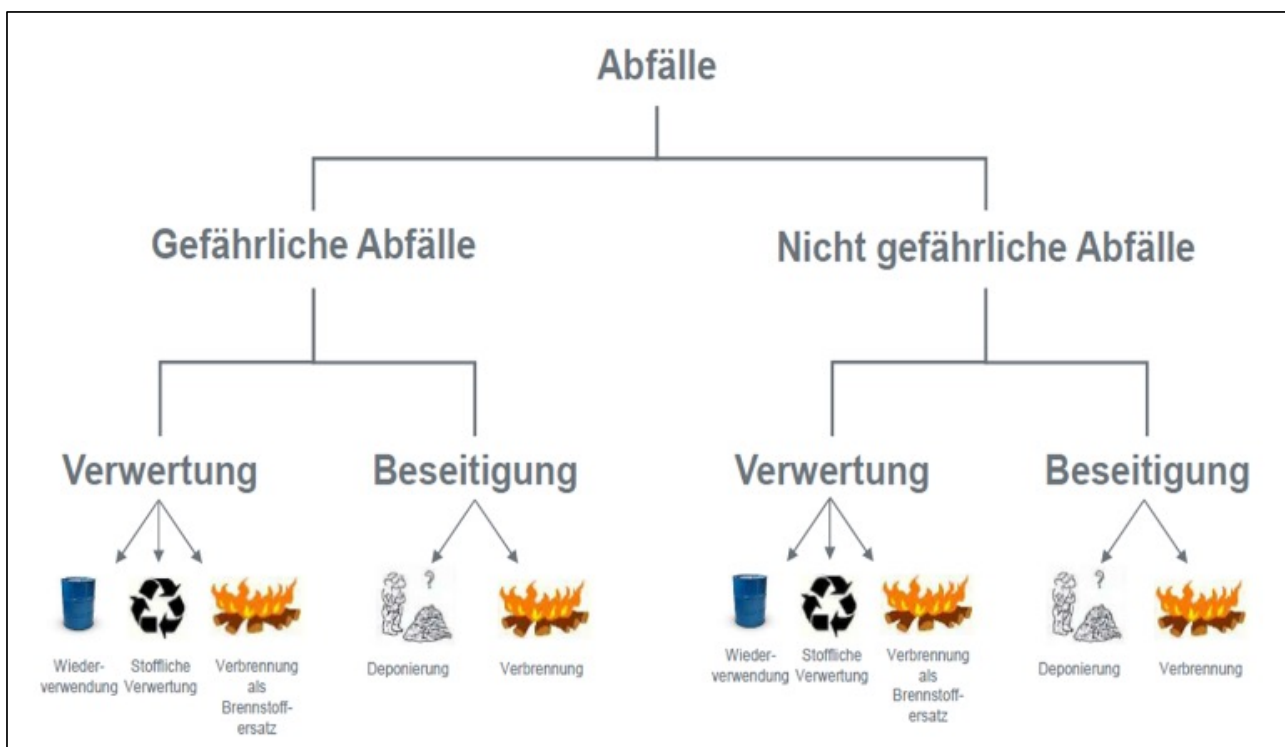 Abfälle
Gefährliche Abfälle
Nicht gefährliche Abfälle
Verwertung
Beseitigung
Verwertung
Beseitigung
Wieder-
verwendung
Stoffliche
Verwertung
Verbrennung
als
Brennstoff-
ersatz
?
Deponierung
Verbrennung
Wieder-
verwendung
Stoffliche
Verwertung
Verbrennung
als
Brennstoff-
ersatz
?
Deponierung
Verbrennung